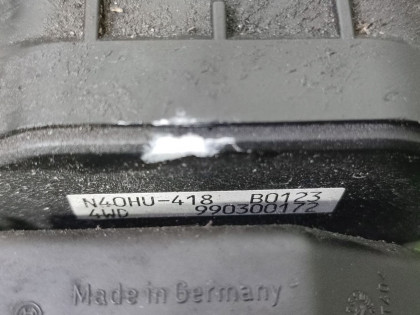 N40HU-418 B0123
4WD 990300172
Made in Germany